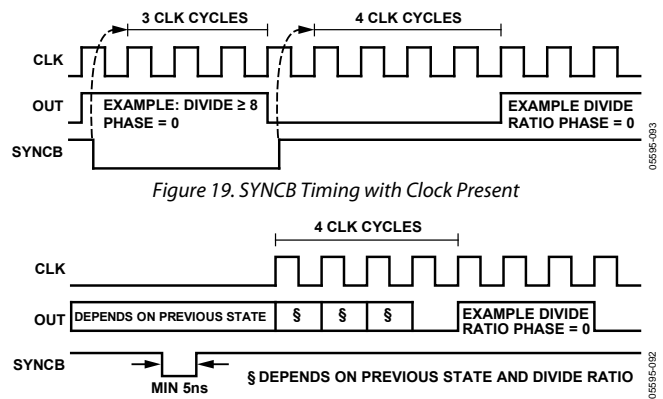 3 CLK CYCLES
4 CLK CYCLES
CLK
OUT
EXAMPLE: DIVIDE ≥ 8
PHASE = 0
EXAMPLE DIVIDE
RATIO PHASE = 0
SYNCB
05595-093
Figure 19. SYNCB Timing with Clock Present
4 CLK CYCLES
CLK
OUT
DEPENDS ON PREVIOUS STATE
§
§
§
EXAMPLE DIVIDE
RATIO PHASE = 0
SYNCB
MIN 5ns
§ DEPENDS ON PREVIOUS STATE AND DIVIDE RATIO
05595-092